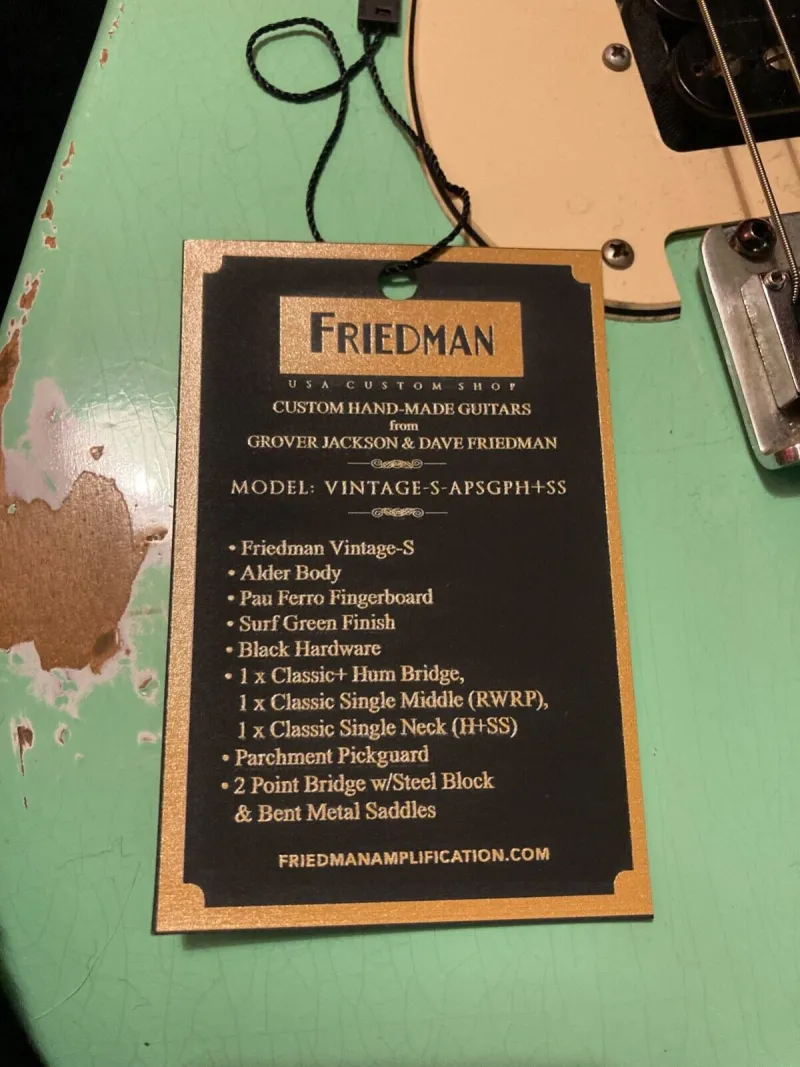 FRIEDMAN
USA CUSTOM SHOP
CUSTOM HAND-MADE GUITARS
from
GROVER JACKSON & DAVE FRIEDMAN
MODEL: VINTAGE-S-APSGPH+SS
• Friedman Vintage-S
• Alder Body
• Pau Ferro Fingerboard
• Surf Green Finish
• Black Hardware
• 1 x Classic+ Hum Bridge,
1 x Classic Single Middle (RWRP),
1 x Classic Single Neck (H+SS)
• Parchment Pickguard
• 2 Point Bridge w/Steel Block
& Bent Metal Saddles
FRIEDMANAMPLIFICATION.COM